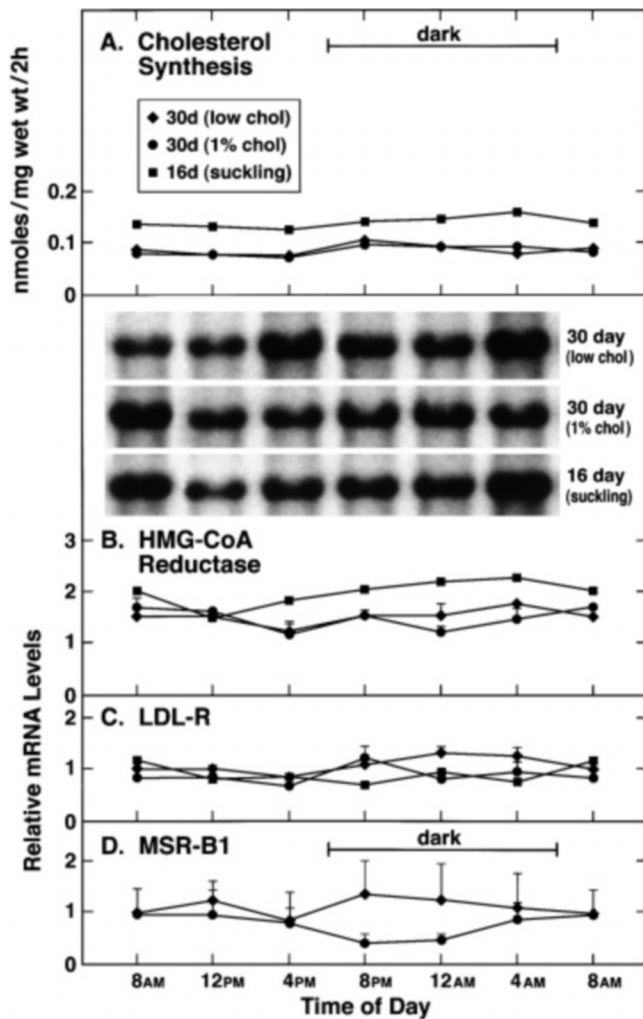 A. Cholesterol
Synthesis
dark
30d (low chol)
30d (1% chol)
16d (suckling)
nmoles/mg wet wt/2h
0.2
0.1
0
30 day
(low chol)
30 day
(1% chol)
16 day
(suckling)
B. HMG-CoA
Reductase
3
2
1
0
C. LDL-R
2
1
0
D. MSR-B1
dark
2
1
0
Relative mRNA Levels
8AM 12PM 4PM 8PM 12AM 4AM 8AM
Time of Day